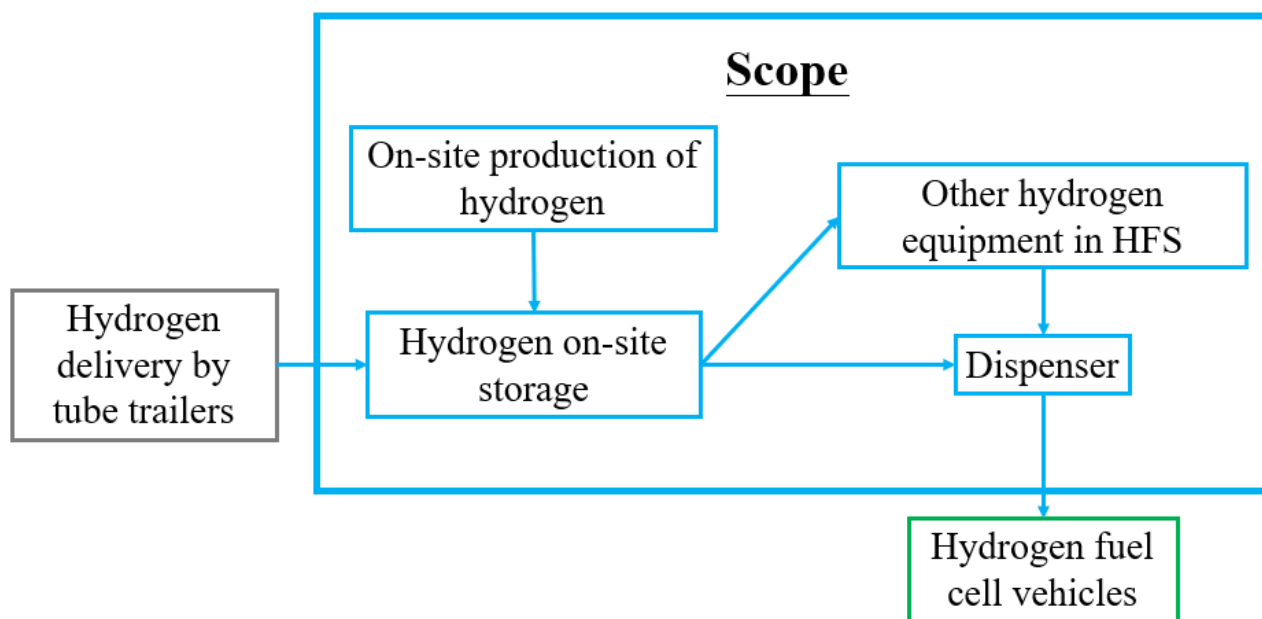 Scope
On-site production of
hydrogen
Other hydrogen
equipment in HFS
Hydrogen
delivery by
tube trailers
Hydrogen on-site
storage
Dispenser
Hydrogen fuel
cell vehicles